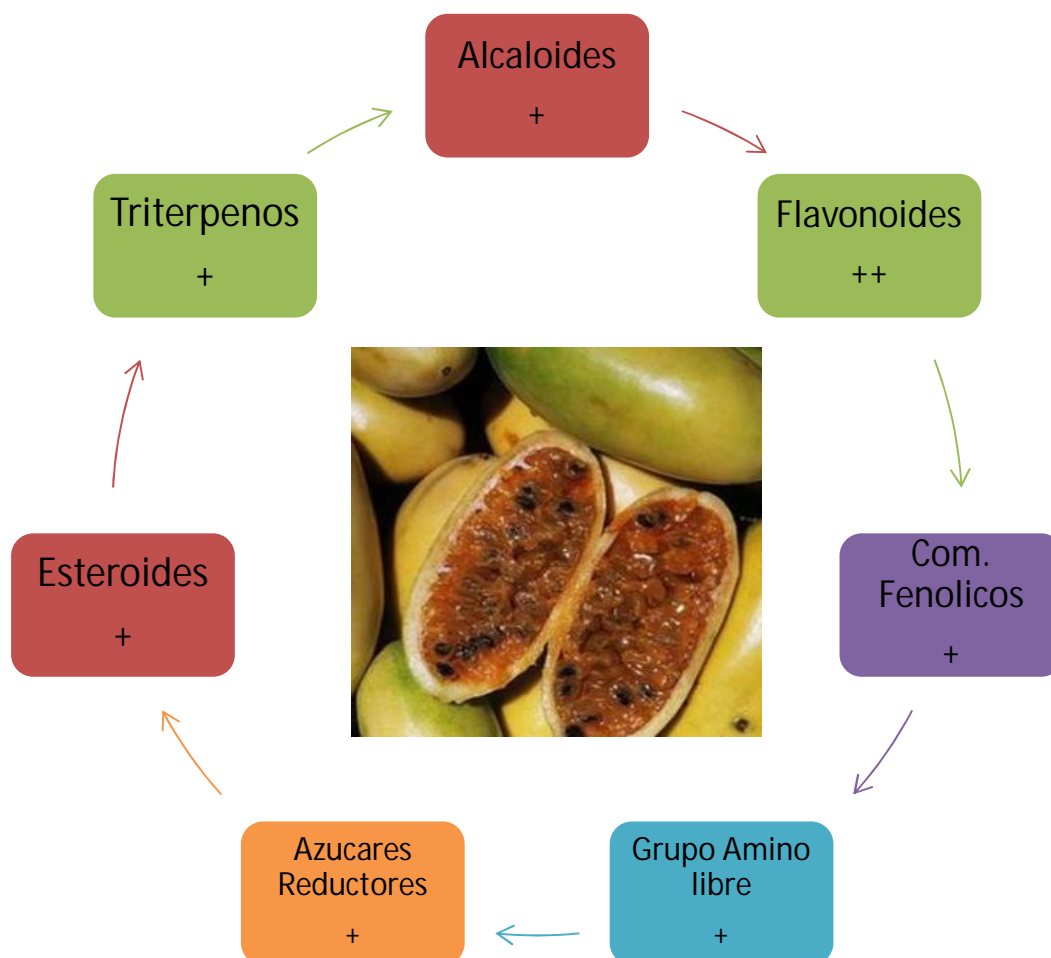 Alcaloides
+
Flavonoides
++
Com.
Fenolicos
+
Grupo Amino
libre
+
Azucares
Reductores
+
Esteroides
+
Triterpenos
+